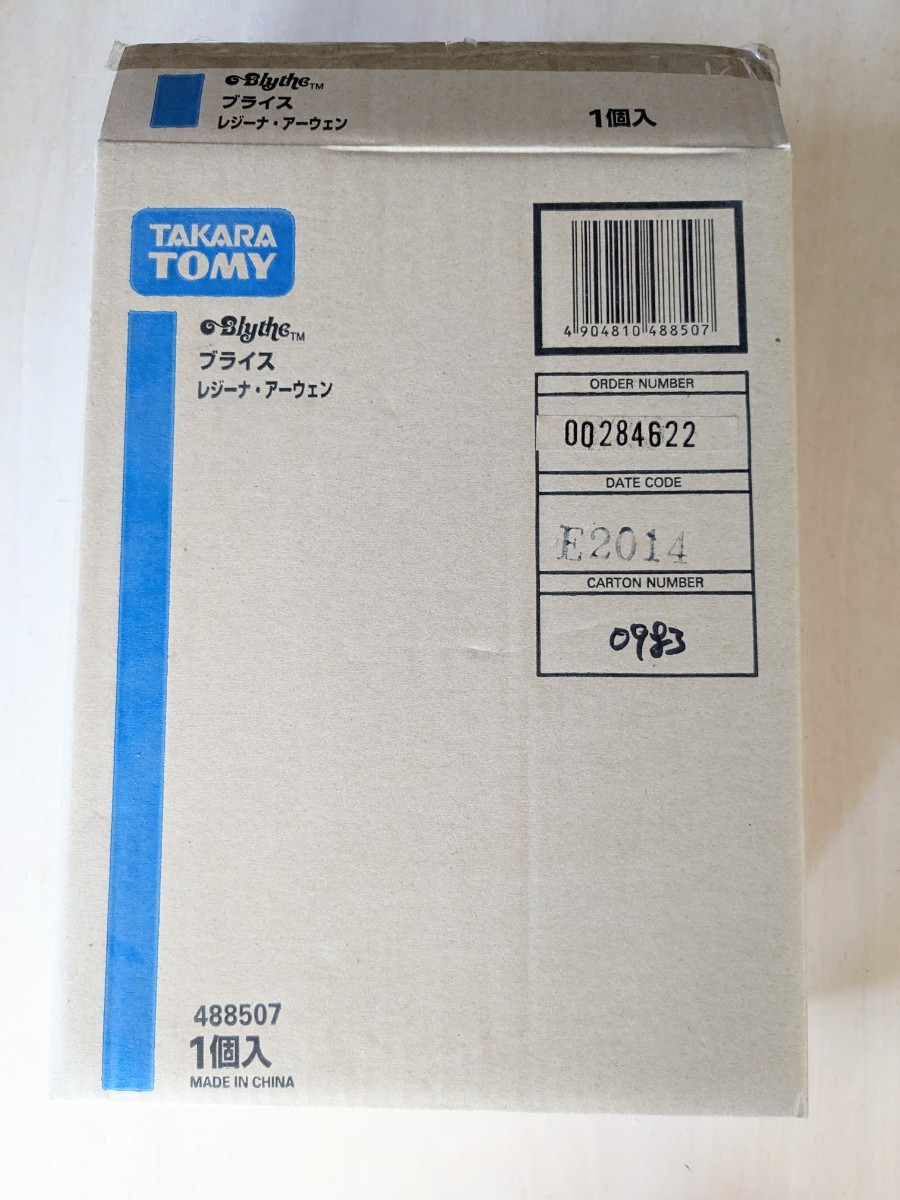 Blythe™
ブライス
レジーナ・アーウェン
1個入
TAKARA
TOMY
Blythe™
ブライス
レジーナ・アーウェン
4 904810 488507
ORDER NUMBER
00284622
DATE CODE
E2014
CARTON NUMBER
0983
488507
1個入
MADE IN CHINA